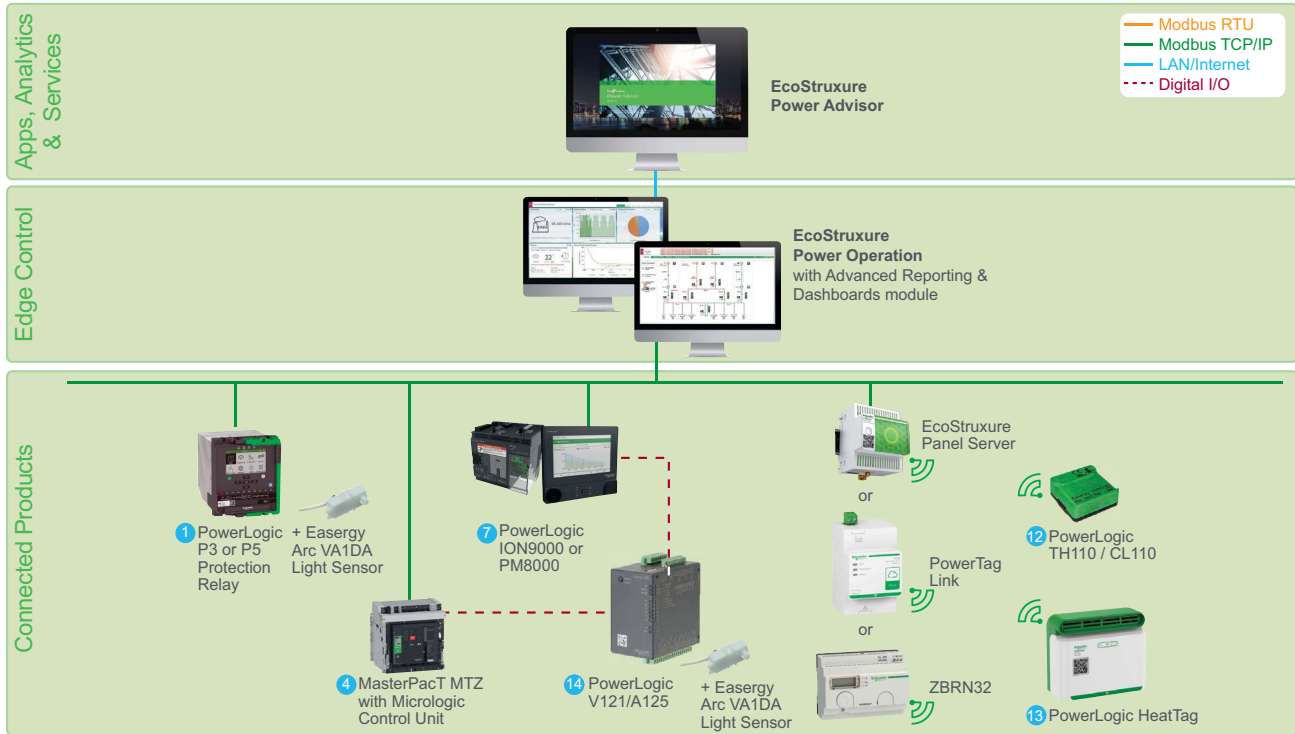 Apps, Analytics
& Services
Modbus RTU
Modbus TCP/IP
LAN/Internet
Digital I/O
EcoStruxure
Power Advisor
Edge Control
EcoStruxure
Power Operation
with Advanced Reporting &
Dashboards module
Connected Products
1 PowerLogic
P3 or P5
Protection
Relay
+ Easergy
Arc VA1DA
Light Sensor
4 MasterPacT MTZ
with Micrologic
Control Unit
7 PowerLogic
ION9000 or
PM8000
14 PowerLogic
V121/A125
+ Easergy
Arc VA1DA
Light Sensor
EcoStruxure
Panel Server
or
PowerTag
Link
or
ZBRN32
12 PowerLogic
TH110 / CL110
13 PowerLogic HeatTag